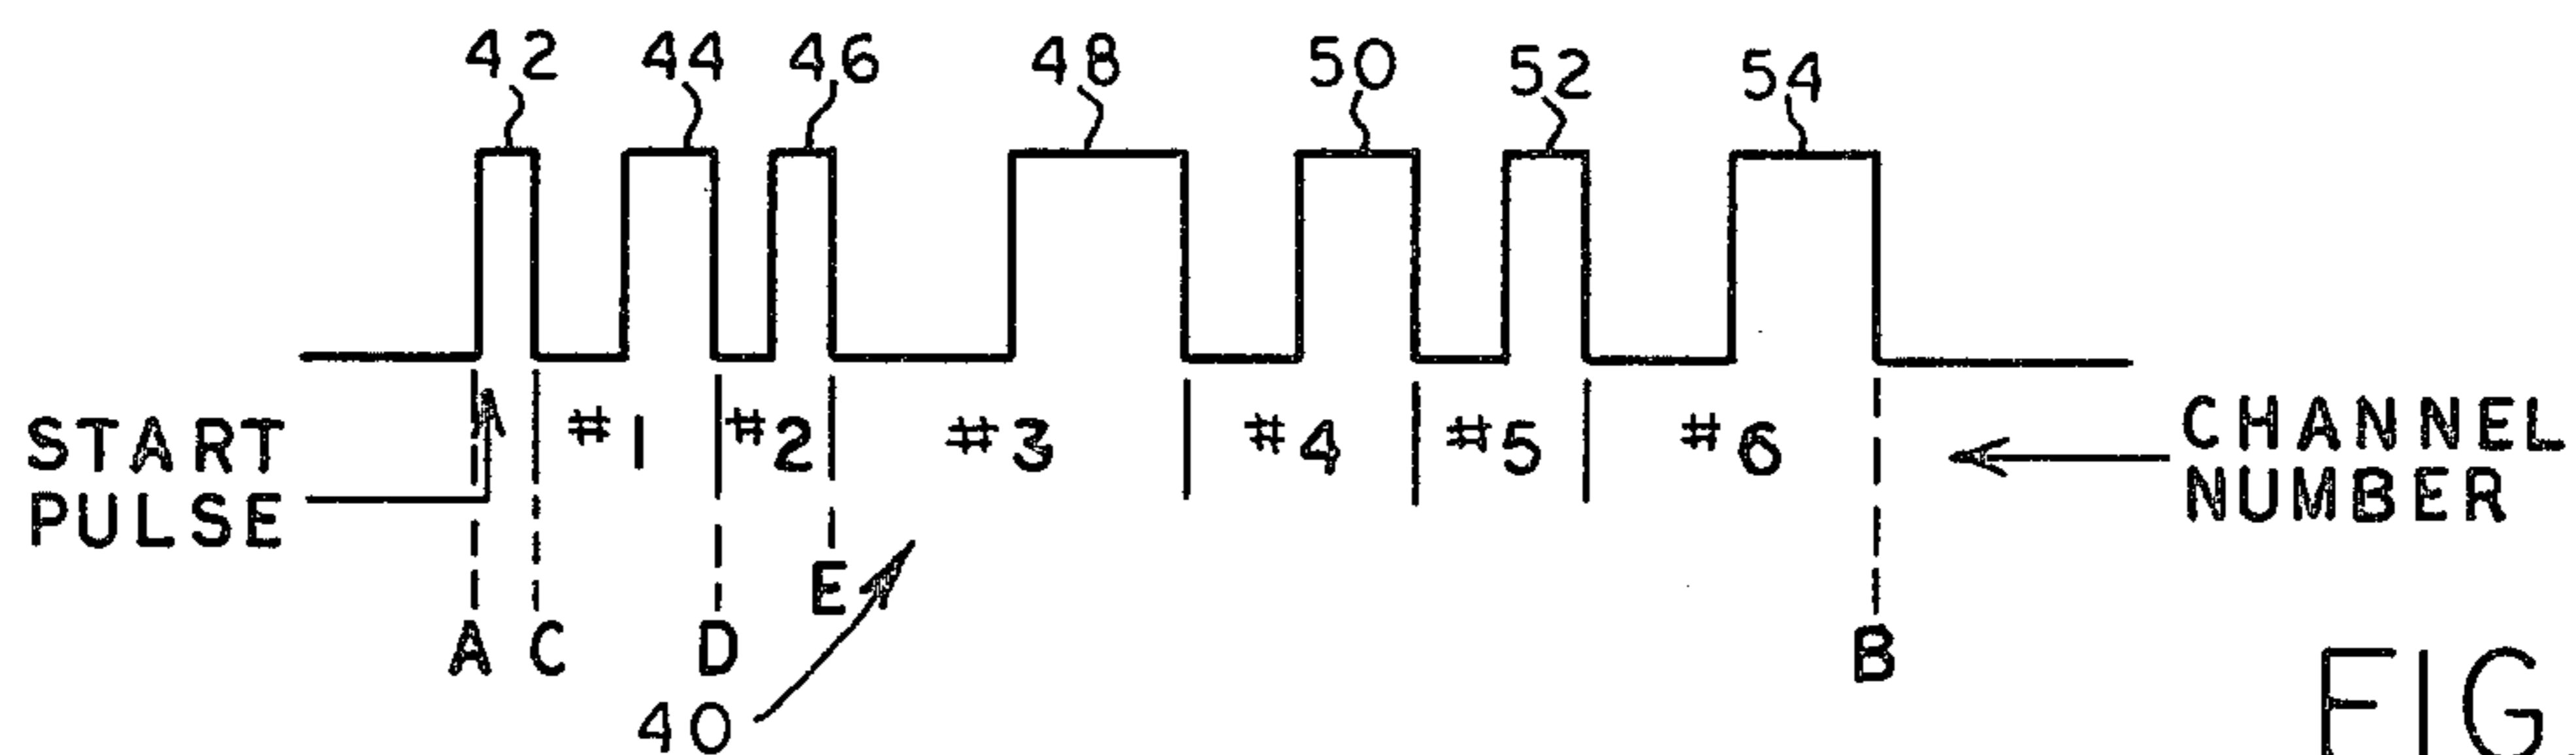 42 44 46 48 50 52 54
START PULSE
#1 #2 #3 #4 #5 #6
CHANNEL NUMBER
E
A C D B
40
FIG